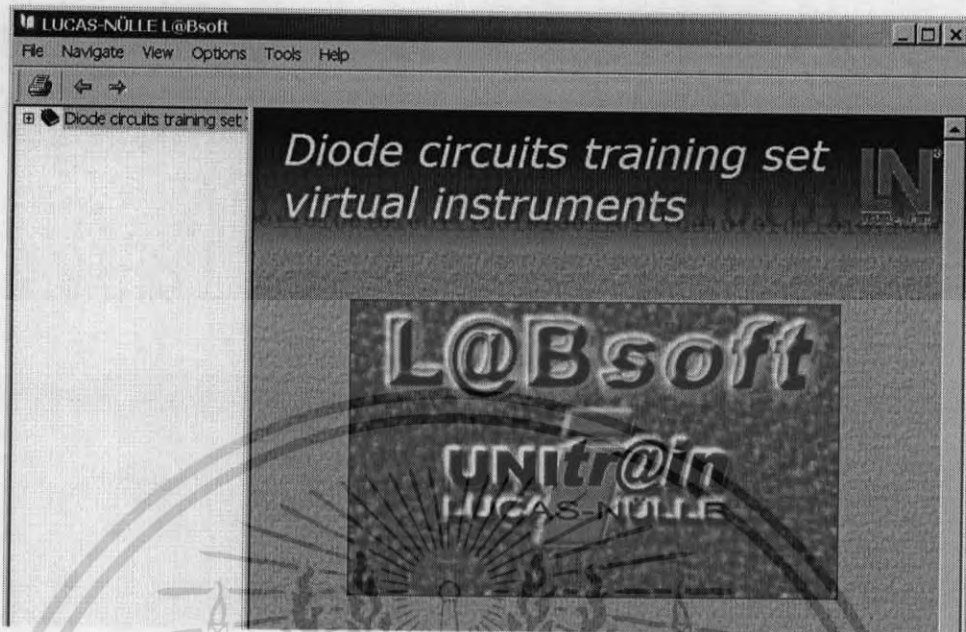 LUCAS-NÜLLE L@Bsoft
File Navigate View Options Tools Help
Diode circuits training set
Diode circuits training set
virtual instruments
LN
L@Bsoft
UNItr@in
LUCAS-NÜLLE